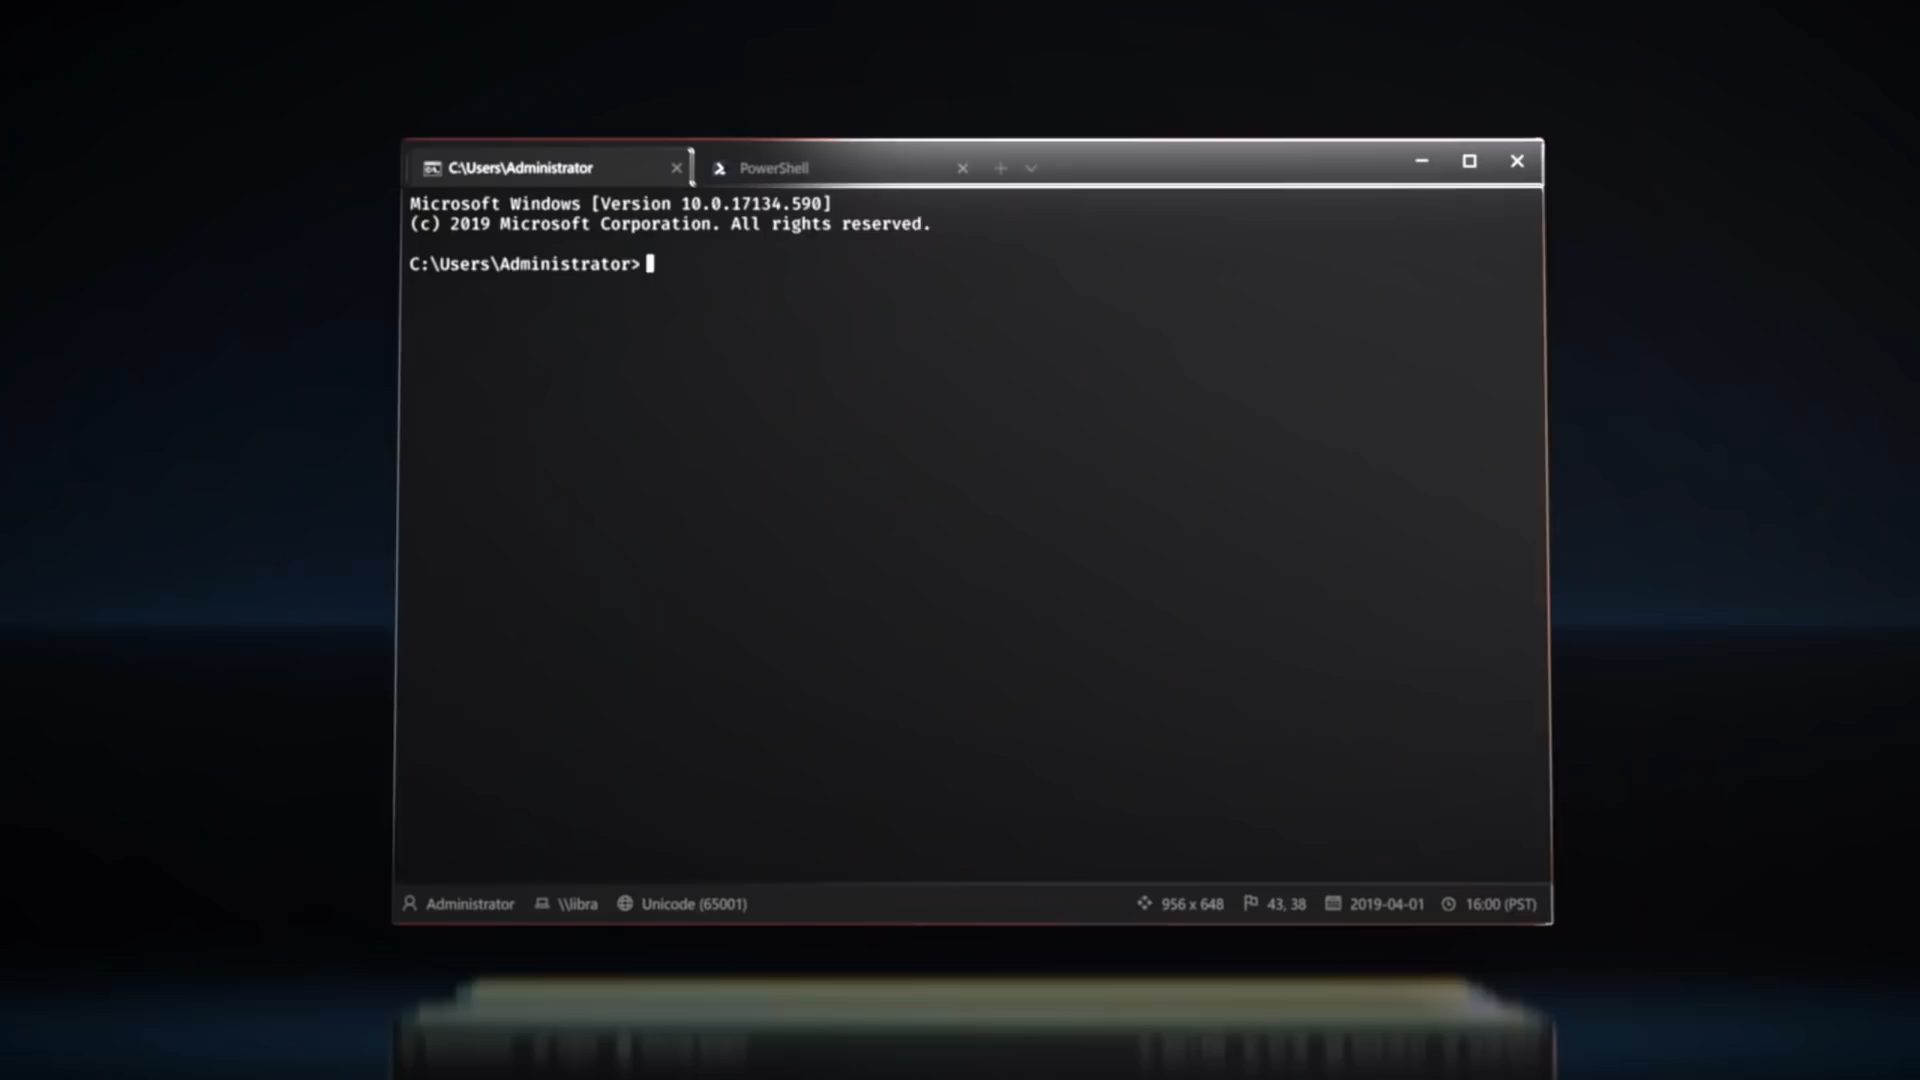 C:\Users\Administrator
PowerShell
Microsoft Windows [Version 10.0.17134.590]
(c) 2019 Microsoft Corporation. All rights reserved.
C:\Users\Administrator>
Administrator \\libra Unicode (65001) 956 x 648 43, 38 2019-04-01 16:00 (PST)